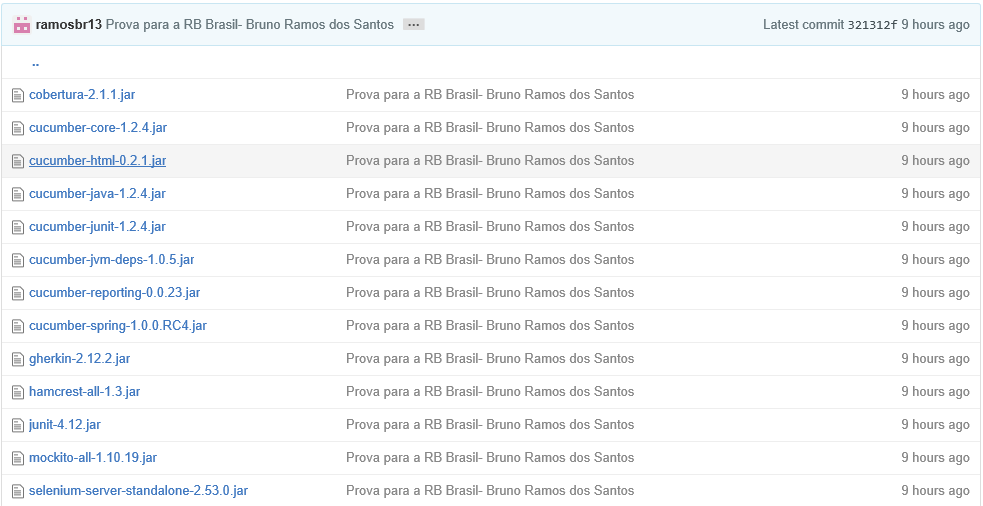 ramosbr13 Prova para a RB Brasil- Bruno Ramos dos Santos ... Latest commit 321312f 9 hours ago
..
cobertura-2.1.1.jar Prova para a RB Brasil- Bruno Ramos dos Santos 9 hours ago
cucumber-core-1.2.4.jar Prova para a RB Brasil- Bruno Ramos dos Santos 9 hours ago
cucumber-html-0.2.1.jar Prova para a RB Brasil- Bruno Ramos dos Santos 9 hours ago
cucumber-java-1.2.4.jar Prova para a RB Brasil- Bruno Ramos dos Santos 9 hours ago
cucumber-junit-1.2.4.jar Prova para a RB Brasil- Bruno Ramos dos Santos 9 hours ago
cucumber-jvm-deps-1.0.5.jar Prova para a RB Brasil- Bruno Ramos dos Santos 9 hours ago
cucumber-reporting-0.0.23.jar Prova para a RB Brasil- Bruno Ramos dos Santos 9 hours ago
cucumber-spring-1.0.0.RC4.jar Prova para a RB Brasil- Bruno Ramos dos Santos 9 hours ago
gherkin-2.12.2.jar Prova para a RB Brasil- Bruno Ramos dos Santos 9 hours ago
hamcrest-all-1.3.jar Prova para a RB Brasil- Bruno Ramos dos Santos 9 hours ago
junit-4.12.jar Prova para a RB Brasil- Bruno Ramos dos Santos 9 hours ago
mockito-all-1.10.19.jar Prova para a RB Brasil- Bruno Ramos dos Santos 9 hours ago
selenium-server-standalone-2.53.0.jar Prova para a RB Brasil- Bruno Ramos dos Santos 9 hours ago